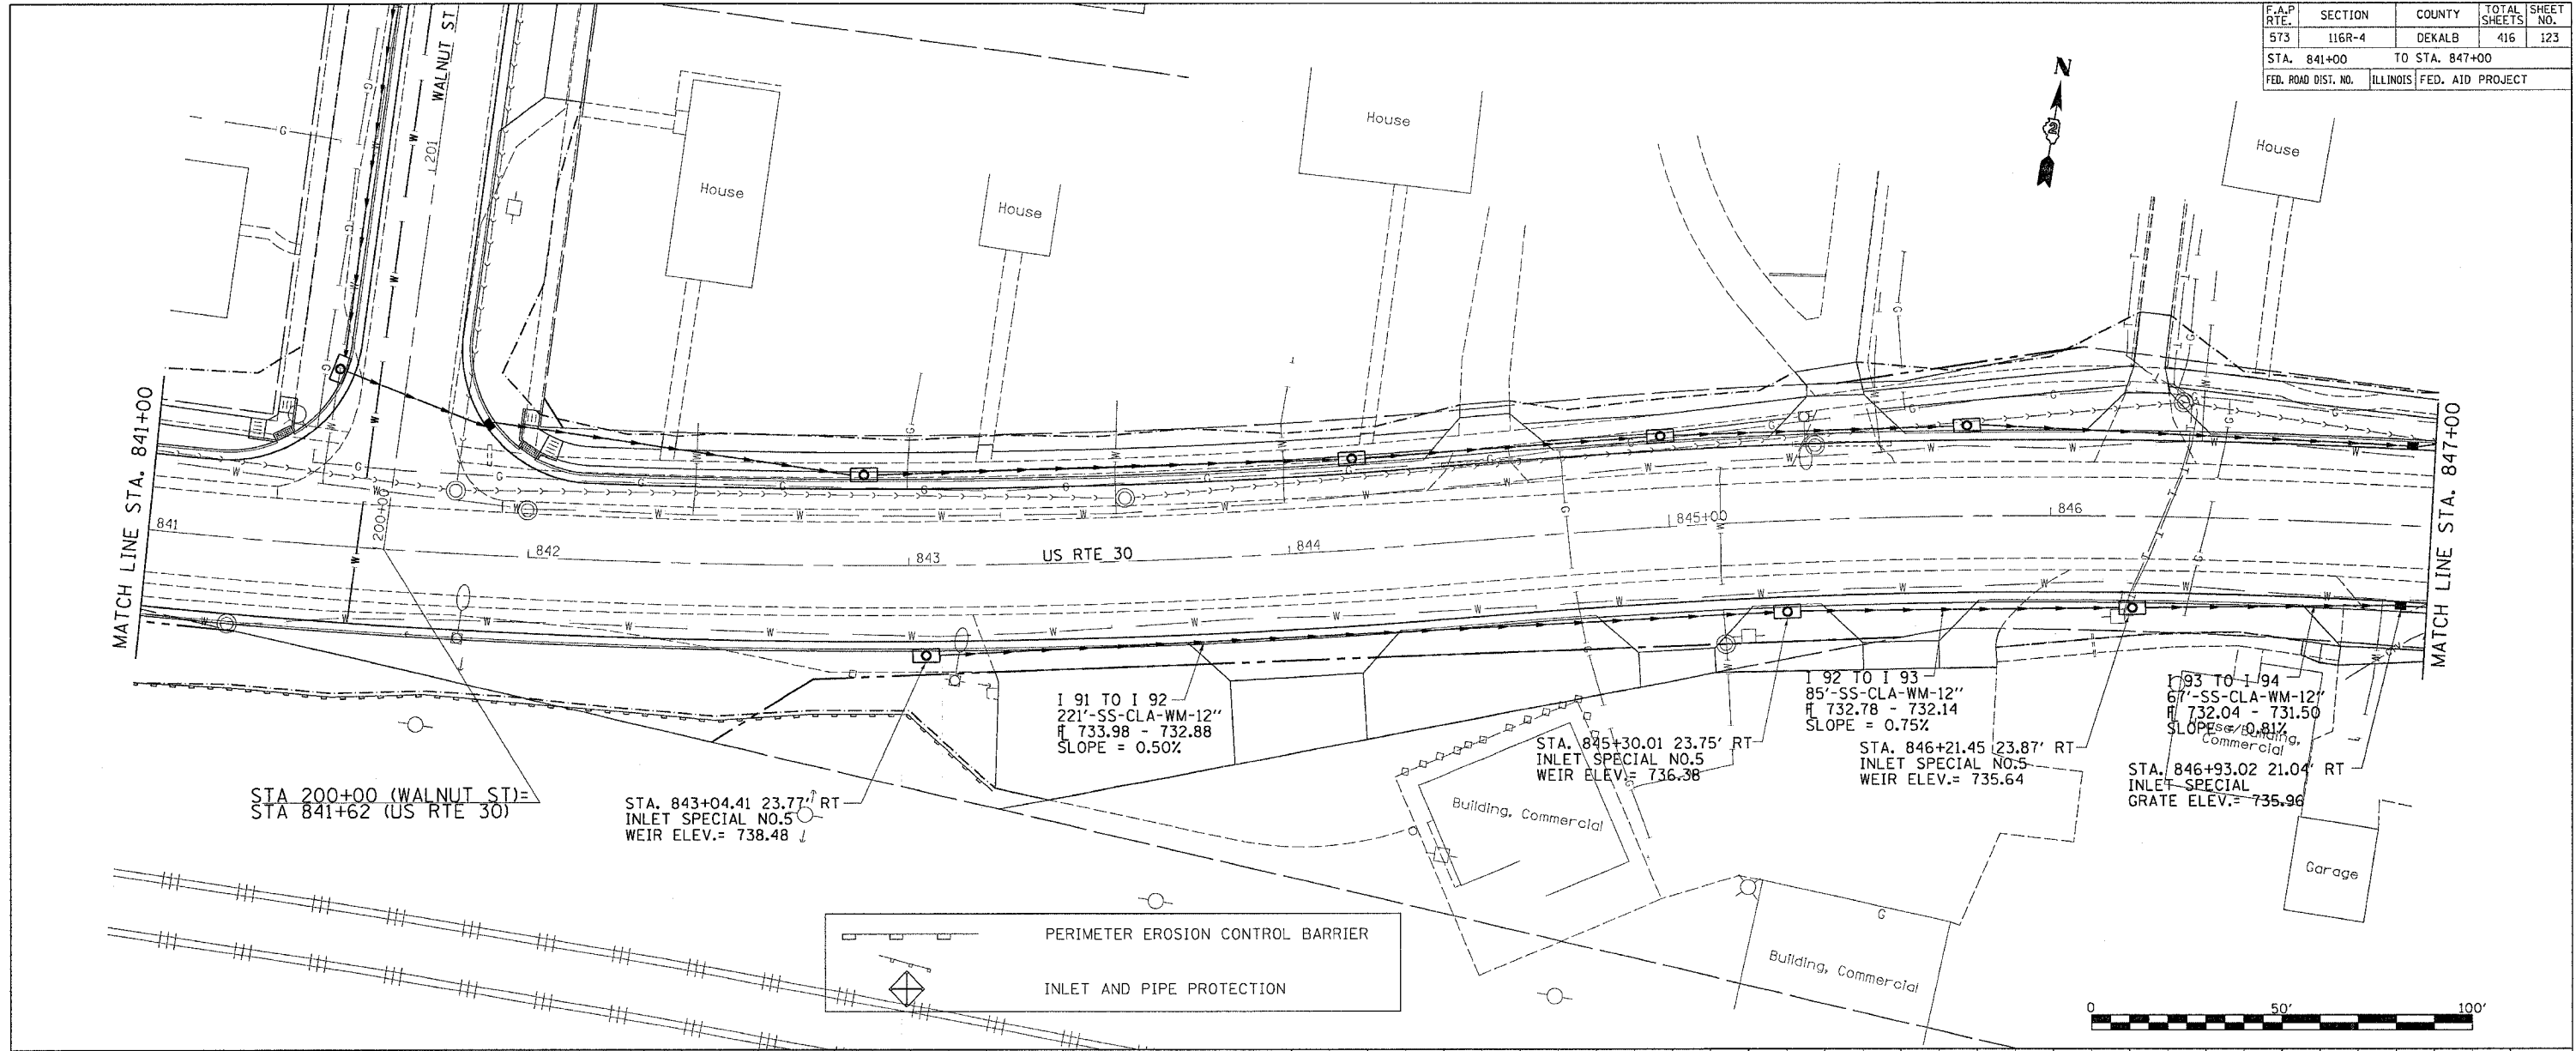 F.A.P. RTE. SECTION COUNTY TOTAL SHEETS SHEET NO.
573 116R-4 DEKALB 416 123
STA. 841+00 TO STA. 847+00
FED. ROAD DIST. NO. ILLINOIS FED. AID PROJECT
N
2
WALNUT ST
201
200+00
House
House
House
House
MATCH LINE STA. 841+00
MATCH LINE STA. 847+00
841
842
843
US RTE 30
844
845+00
846
I 91 TO I 92
221'-SS-CLA-WM-12"
733.98 - 732.88
SLOPE = 0.50%
I 92 TO I 93
85'-SS-CLA-WM-12"
732.78 - 732.14
SLOPE = 0.75%
I 93 TO I 94
67'-SS-CLA-WM-12"
732.04 - 731.50
SLOPE = 0.81%
Commercial
STA 200+00 (WALNUT ST)=
STA 841+62 (US RTE 30)
STA. 843+04.41 23.77' RT
INLET SPECIAL NO.5
WEIR ELEV.= 738.48
STA. 845+30.01 23.75' RT
INLET SPECIAL NO.5
WEIR ELEV.= 736.38
STA. 846+21.45 23.87' RT
INLET SPECIAL NO.5
WEIR ELEV.= 735.64
STA. 846+93.02 21.04' RT
INLET SPECIAL
GRATE ELEV.= 735.96
Building, Commercial
Building, Commercial
Garage
PERIMETER EROSION CONTROL BARRIER
INLET AND PIPE PROTECTION
0 50' 100'